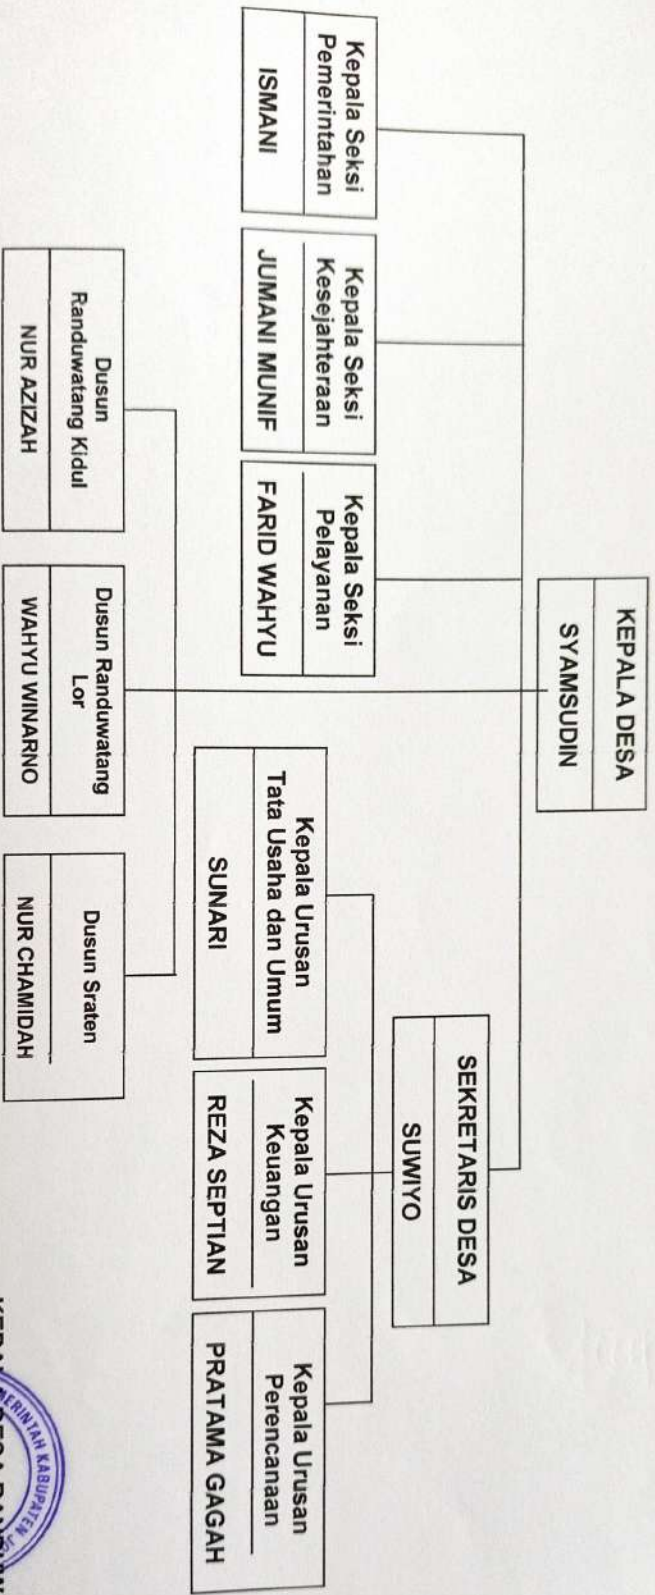 KEPALA DESA
SYAMSUDIN
SEKRETARIS DESA
SUWIYO
Kepala Seksi
Pemerintahan
ISMANI
Kepala Seksi
Kesejahteraan
JUMANI MUNIF
Kepala Seksi
Pelayanan
FARID WAHYU
Kepala Urusan
Tata Usaha dan Umum
SUNARI
Kepala Urusan
Keuangan
REZA SEPTIAN
Kepala Urusan
Perencanaan
PRATAMA GAGAH
Dusun
Randuwatang Kidul
NUR AZIZAH
Dusun Randuwatang
Lor
WAHYU WINARNO
Dusun Sraten
NUR CHAMIDAH
KABUPATEN